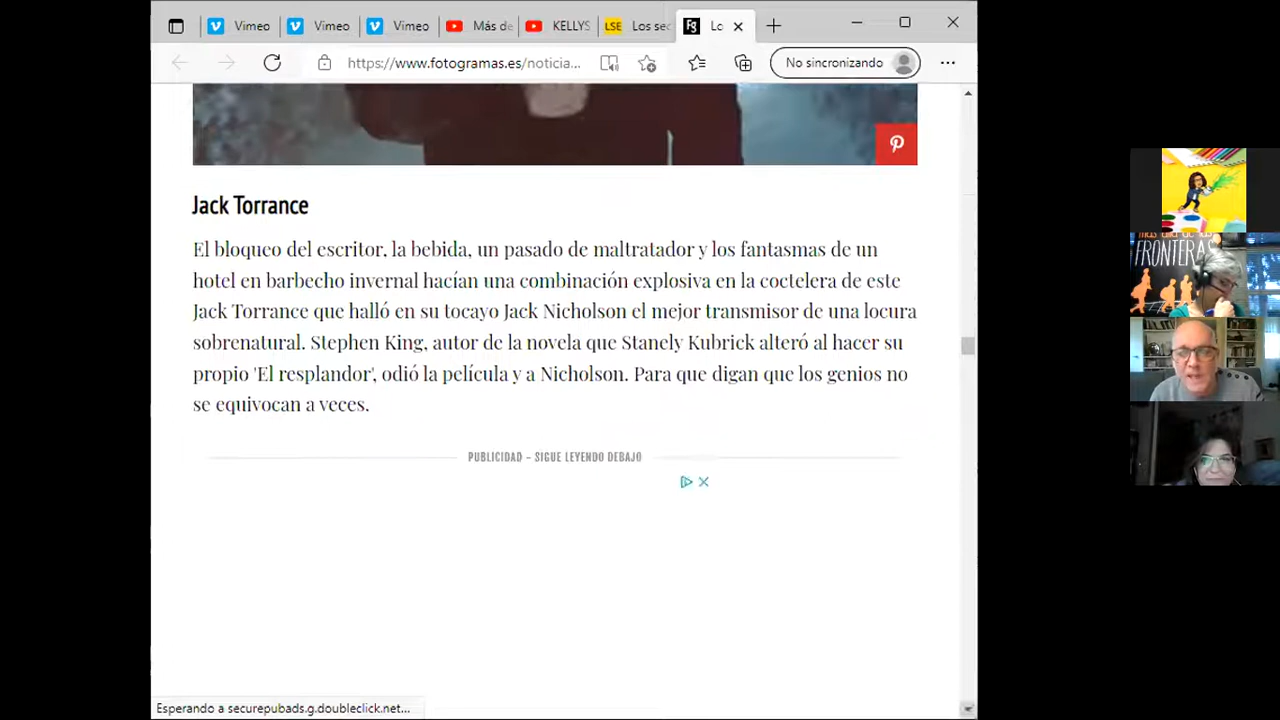 Vimeo
Vimeo
Vimeo
Más de
KELLYS
LSE
Los sec
Fg
Lo
https://www.fotogramas.es/noticia...
No sincronizando
Jack Torrance
El bloqueo del escritor, la bebida, un pasado de maltratador y los fantasmas de un
hotel en barbecho invernal hacían una combinación explosiva en la coctelera de este
Jack Torrance que halló en su tocayo Jack Nicholson el mejor transmisor de una locura
sobrenatural. Stephen King, autor de la novela que Stanely Kubrick alteró al hacer su
propio 'El resplandor', odió la película y a Nicholson. Para que digan que los genios no
se equivocan a veces.
PUBLICIDAD – SIGUE LEYENDO DEBAJO
Esperando a securepubads.g.doubleclick.net...
FRONTERAS